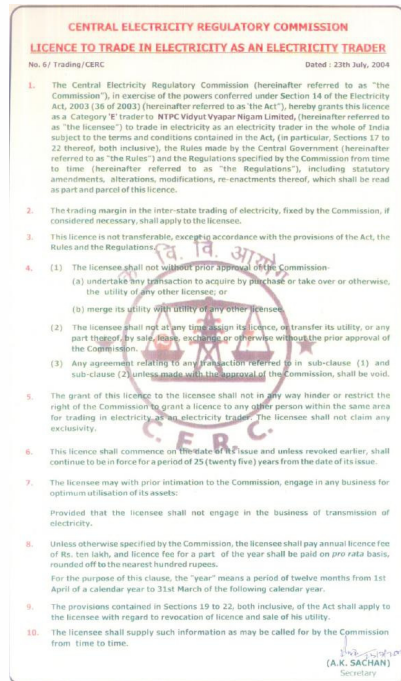 CENTRAL ELECTRICITY REGULATORY COMMISSION
LICENCE TO TRADE IN ELECTRICITY AS AN ELECTRICITY TRADER
No. 6/ Trading/CERC Dated : 23th July, 2004
1. The Central Electricity Regulatory Commission (hereinafter referred to as "the
Commission"), in exercise of the powers conferred under Section 14 of the Electricity
Act, 2003 (36 of 2003) (hereinafter referred to as 'the Act"), hereby grants this licence
as a Category 'E' trader to NTPC Vidyut Vyapar Nigam Limited, (hereinafter referred to
as "the licensee") to trade in electricity as an electricity trader in the whole of India
subject to the terms and conditions contained in the Act, (in particular, Sections 17 to
22 thereof, both inclusive), the Rules made by the Central Government (hereinafter
referred to as "the Rules") and the Regulations specified by the Commission from time
to time (hereinafter referred to as "the Regulations"), including statutory
amendments, alterations, modifications, re-enactments thereof, which shall be read
as part and parcel of this licence.
2. The trading margin in the inter-state trading of electricity, fixed by the Commission, if
considered necessary, shall apply to the licensee.
3. This licence is not transferable, except in accordance with the provisions of the Act, the
Rules and the Regulations.
के. वि. वि. आयोग
4. (1) The licensee shall not without prior approval of the Commission-
(a) undertake any transaction to acquire by purchase or take over or otherwise,
the utility of any other licensee; or
(b) merge its utility with utility of any other licensee.
(2) The licensee shall not at any time assign its licence, or transfer its utility, or any
part thereof, by sale, lease, exchange or otherwise without the prior approval of
the Commission.
(3) Any agreement relating to any transaction referred to in sub-clause (1) and
sub-clause (2) unless made with the approval of the Commission, shall be void.
5. The grant of this licence to the licensee shall not in any way hinder or restrict the
right of the Commission to grant a licence to any other person within the same area
for trading in electricity as an electricity trader. The licensee shall not claim any
exclusivity.
C. E. R. C.
6. This licence shall commence on the date of its issue and unless revoked earlier, shall
continue to be in force for a period of 25 (twenty five) years from the date of its issue.
7. The licensee may with prior intimation to the Commission, engage in any business for
optimum utilisation of its assets:
Provided that the licensee shall not engage in the business of transmission of
electricity.
8. Unless otherwise specified by the Commission, the licensee shall pay annual licence fee
of Rs. ten lakh, and licence fee for a part of the year shall be paid on pro rata basis,
rounded off to the nearest hundred rupees.
For the purpose of this clause, the "year" means a period of twelve months from 1st
April of a calendar year to 31st March of the following calendar year.
9. The provisions contained in Sections 19 to 22, both inclusive, of the Act shall apply to
the licensee with regard to revocation of licence and sale of his utility.
10. The licensee shall supply such information as may be called for by the Commission
from time to time.
(A.K. SACHAN)
Secretary